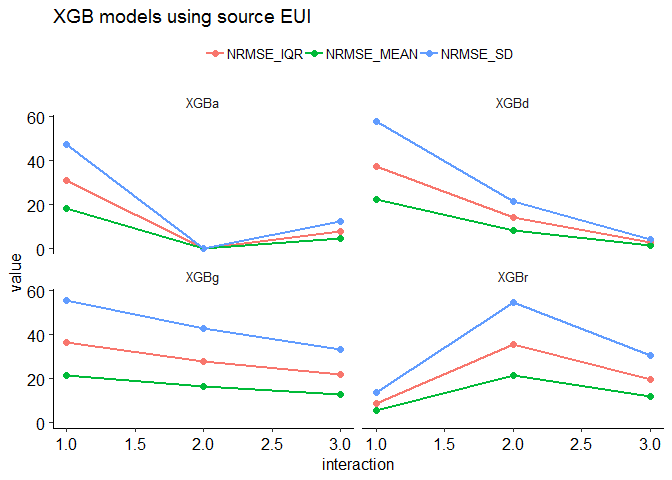 XGB models using source EUI
NRMSE_IQR NRMSE_MEAN NRMSE_SD
XGBa XGBd
60
40
20
0
XGBg XGBr
60
40
20
0
value
1.0 1.5 2.0 2.5 3.0 1.0 1.5 2.0 2.5 3.0
interaction